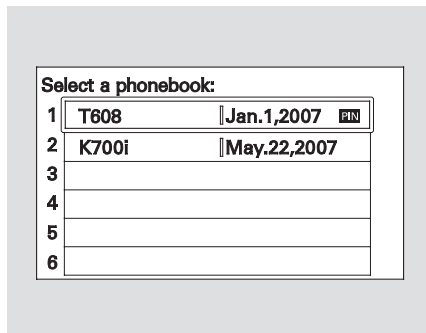 Select a phonebook:
1 T608 Jan.1,2007 PIN
2 K700i May.22,2007
3
4
5
6